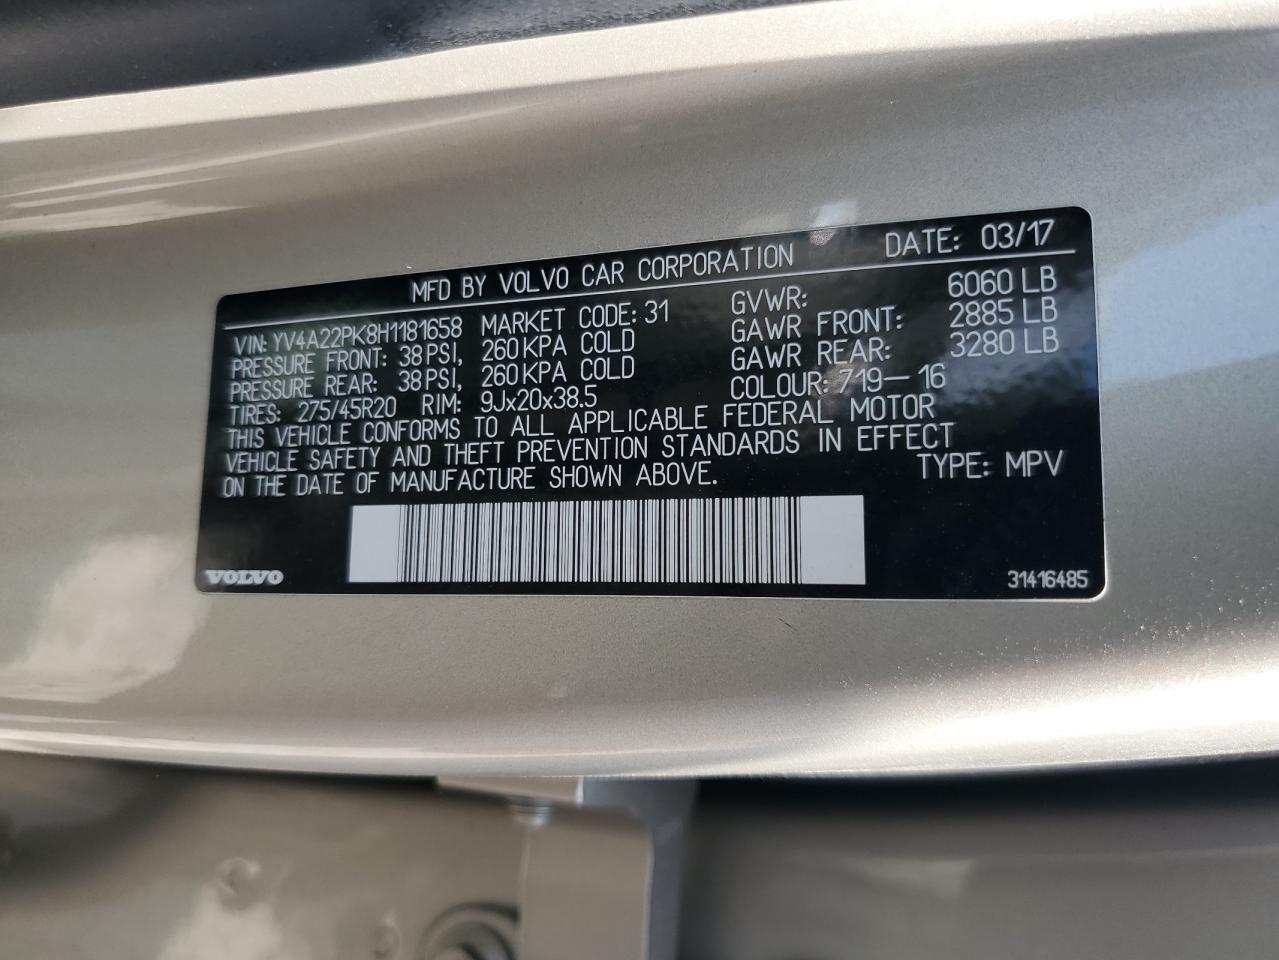 MFD BY VOLVO CAR CORPORATION DATE: 03/17
VIN: YV4A22PK8H1181658 MARKET CODE: 31 GVWR: 6060 LB
PRESSURE FRONT: 38 PSI, 260 KPA COLD GAWR FRONT: 2885 LB
PRESSURE REAR: 38 PSI, 260 KPA COLD GAWR REAR: 3280 LB
TIRES: 275/45R20 RIM: 9Jx20x38.5 COLOUR: 719-16
THIS VEHICLE CONFORMS TO ALL APPLICABLE FEDERAL MOTOR
VEHICLE SAFETY AND THEFT PREVENTION STANDARDS IN EFFECT
ON THE DATE OF MANUFACTURE SHOWN ABOVE. TYPE: MPV
VOLVO 31416485